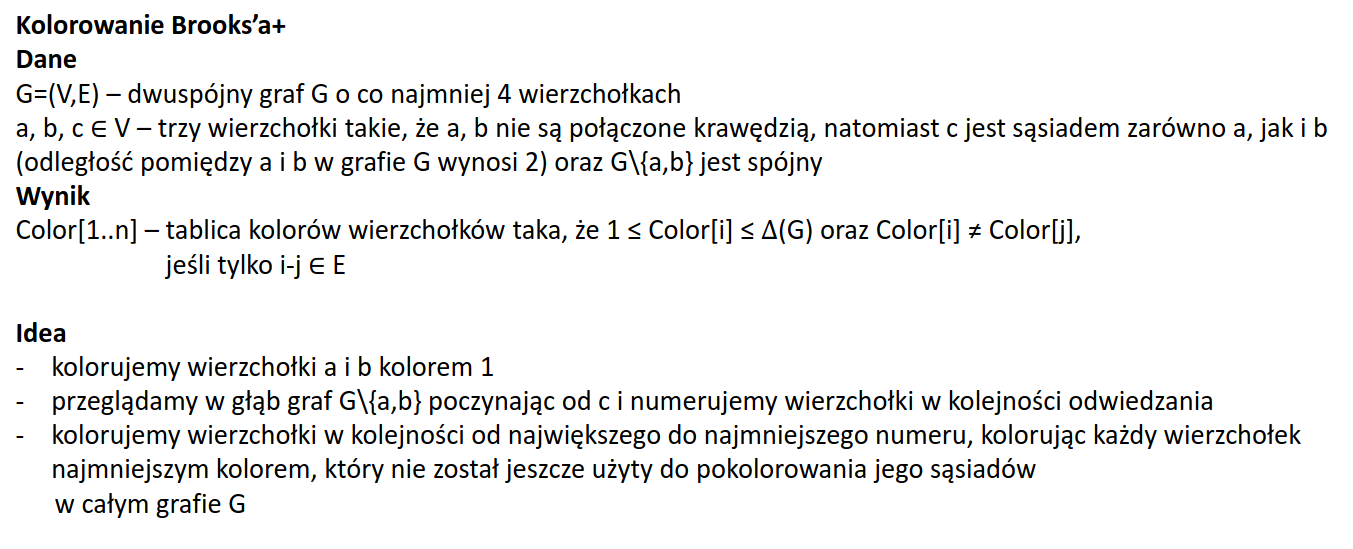 Kolorowanie Brooks’a+
Dane
G=(V,E) – dwuspójny graf G o co najmniej 4 wierzchołkach
a, b, c ∈ V – trzy wierzchołki takie, że a, b nie są połączone krawędzią, natomiast c jest sąsiadem zarówno a, jak i b
(odległość pomiędzy a i b w grafie G wynosi 2) oraz G\{a,b} jest spójny
Wynik
Color[1..n] – tablica kolorów wierzchołków taka, że 1 ≤ Color[i] ≤ Δ(G) oraz Color[i] ≠ Color[j],
jeśli tylko i-j ∈ E
Idea
- kolorujemy wierzchołki a i b kolorem 1
- przeglądamy w głąb graf G\{a,b} poczynając od c i numerujemy wierzchołki w kolejności odwiedzania
- kolorujemy wierzchołki w kolejności od największego do najmniejszego numeru, kolorując każdy wierzchołek
najmniejszym kolorem, który nie został jeszcze użyty do pokolorowania jego sąsiadów
w całym grafie G